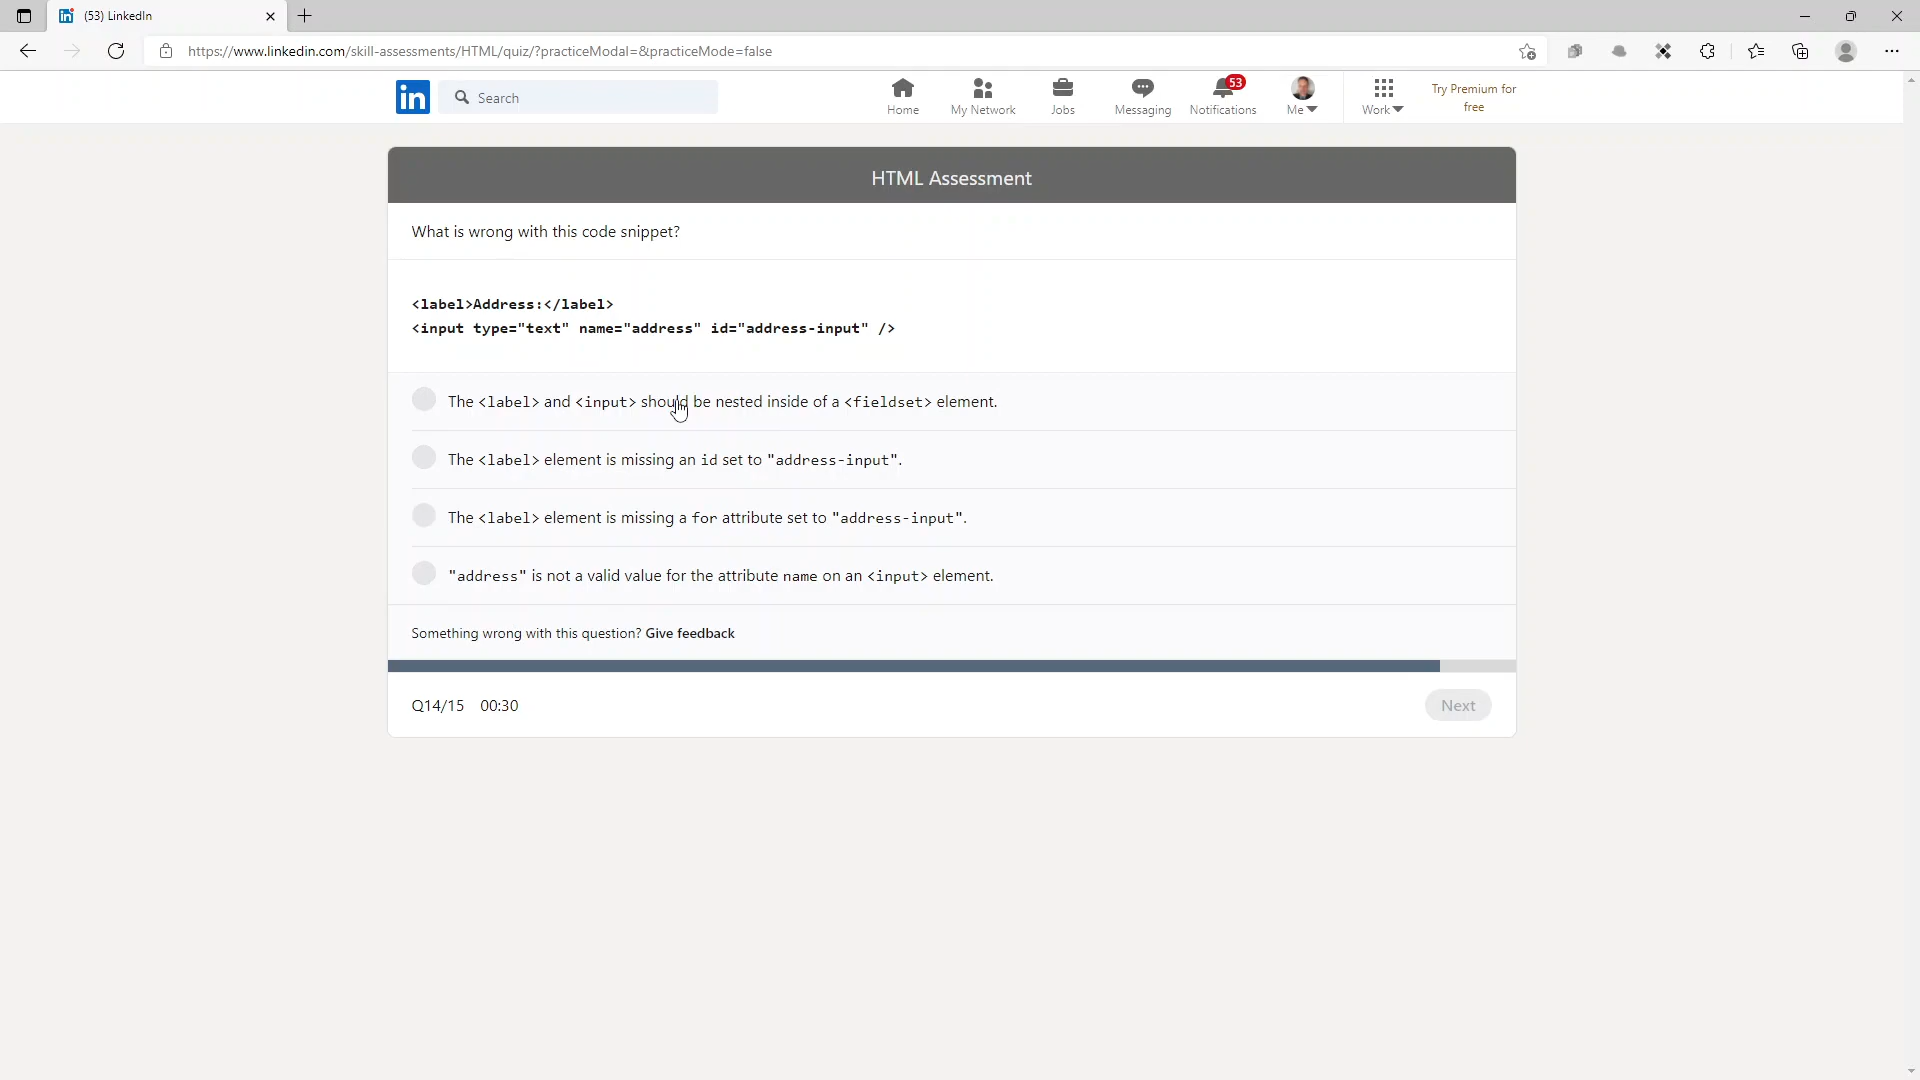 (53) LinkedIn
https://www.linkedin.com/skill-assessments/HTML/quiz/?practiceModal=&practiceMode=false
in
Search
Home
My Network
Jobs
Messaging
53
Notifications
Me
Work
Try Premium for
free
HTML Assessment
What is wrong with this code snippet?
<label>Address:</label>
<input type="text" name="address" id="address-input" />
The <label> and <input> should be nested inside of a <fieldset> element.
The <label> element is missing an id set to "address-input".
The <label> element is missing a for attribute set to "address-input".
"address" is not a valid value for the attribute name on an <input> element.
Something wrong with this question? Give feedback
Q14/15 00:30
Next